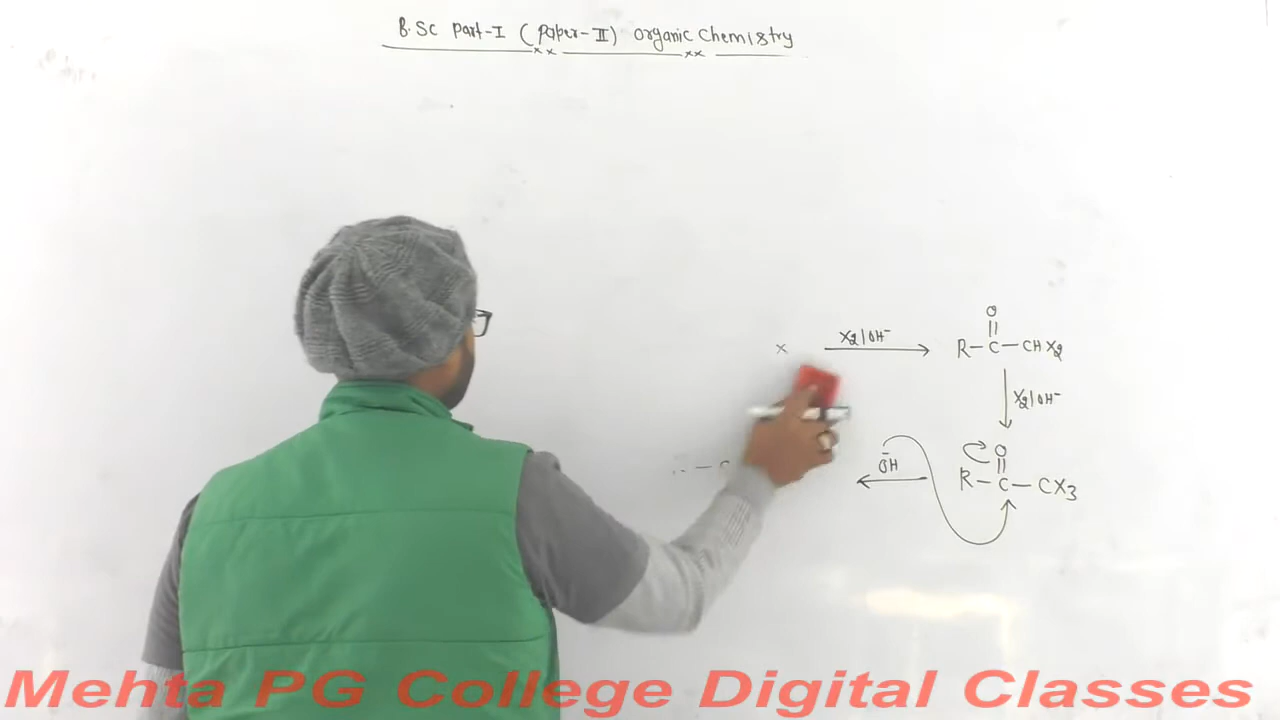 B.Sc Part-I (Paper-II) Organic Chemistry
x x x x
x X2|OH-
O
||
R-C-CHX2
X2|OH-
O
||
ŌH R-C-CX3
Mehta PG College Digital Classes